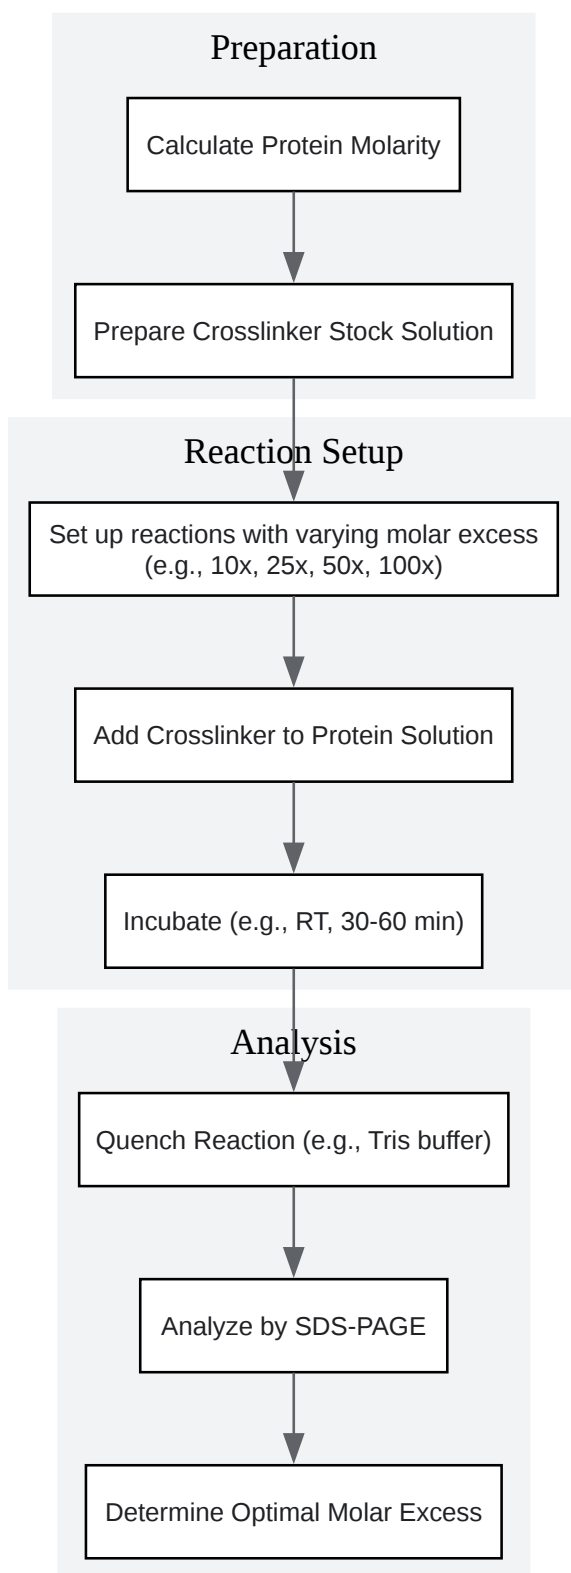 Preparation
Calculate Protein Molarity
Prepare Crosslinker Stock Solution
Reaction Setup
Set up reactions with varying molar excess
(e.g., 10x, 25x, 50x, 100x)
Add Crosslinker to Protein Solution
Incubate (e.g., RT, 30-60 min)
Analysis
Quench Reaction (e.g., Tris buffer)
Analyze by SDS-PAGE
Determine Optimal Molar Excess